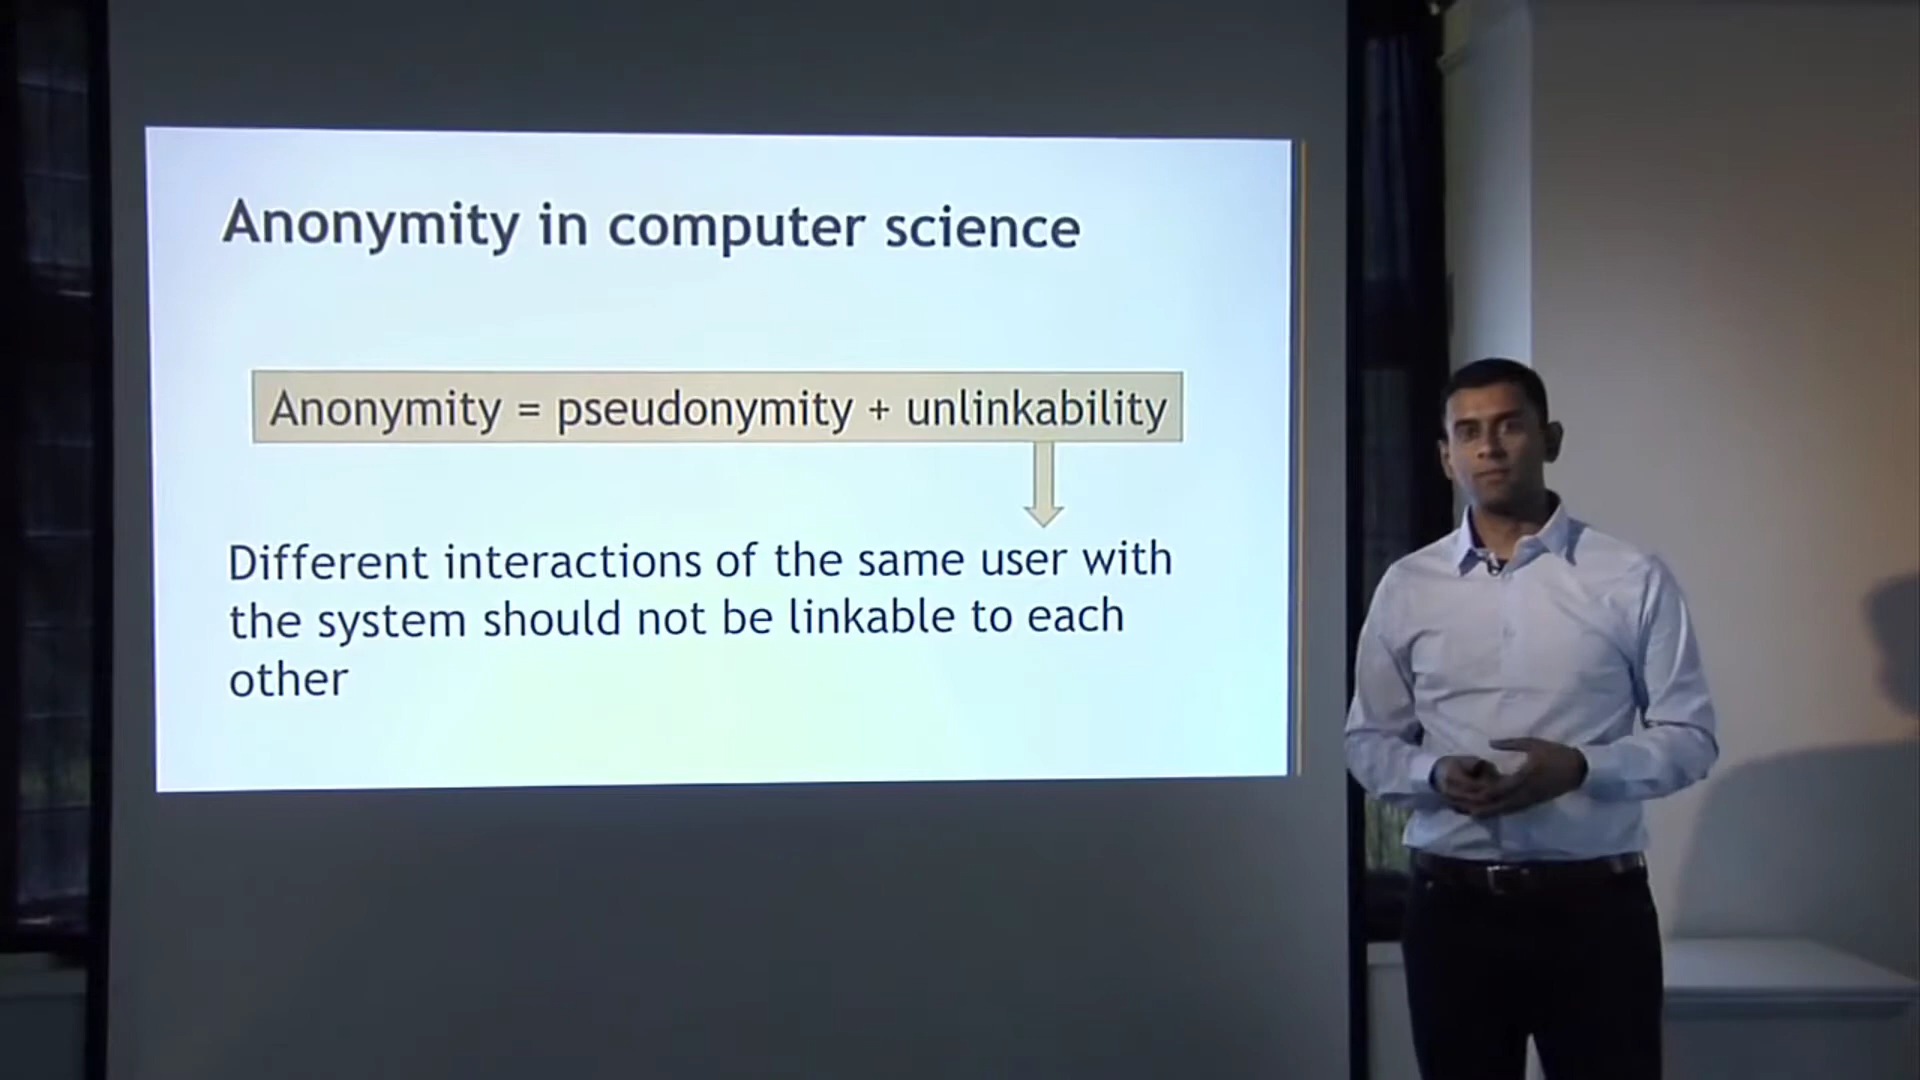 Anonymity in computer science
Anonymity = pseudonymity + unlinkability
Different interactions of the same user with
the system should not be linkable to each
other